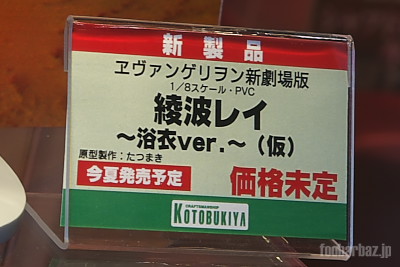 新製品
ヱヴァンゲリヲン新劇場版
1/8スケール・PVC
綾波レイ
～浴衣ver.～（仮）
原型製作：たつまき
今夏発売予定
価格未定
CRAFTSMANSHIP
KOTOBUKIYA
foobarbaz.jp